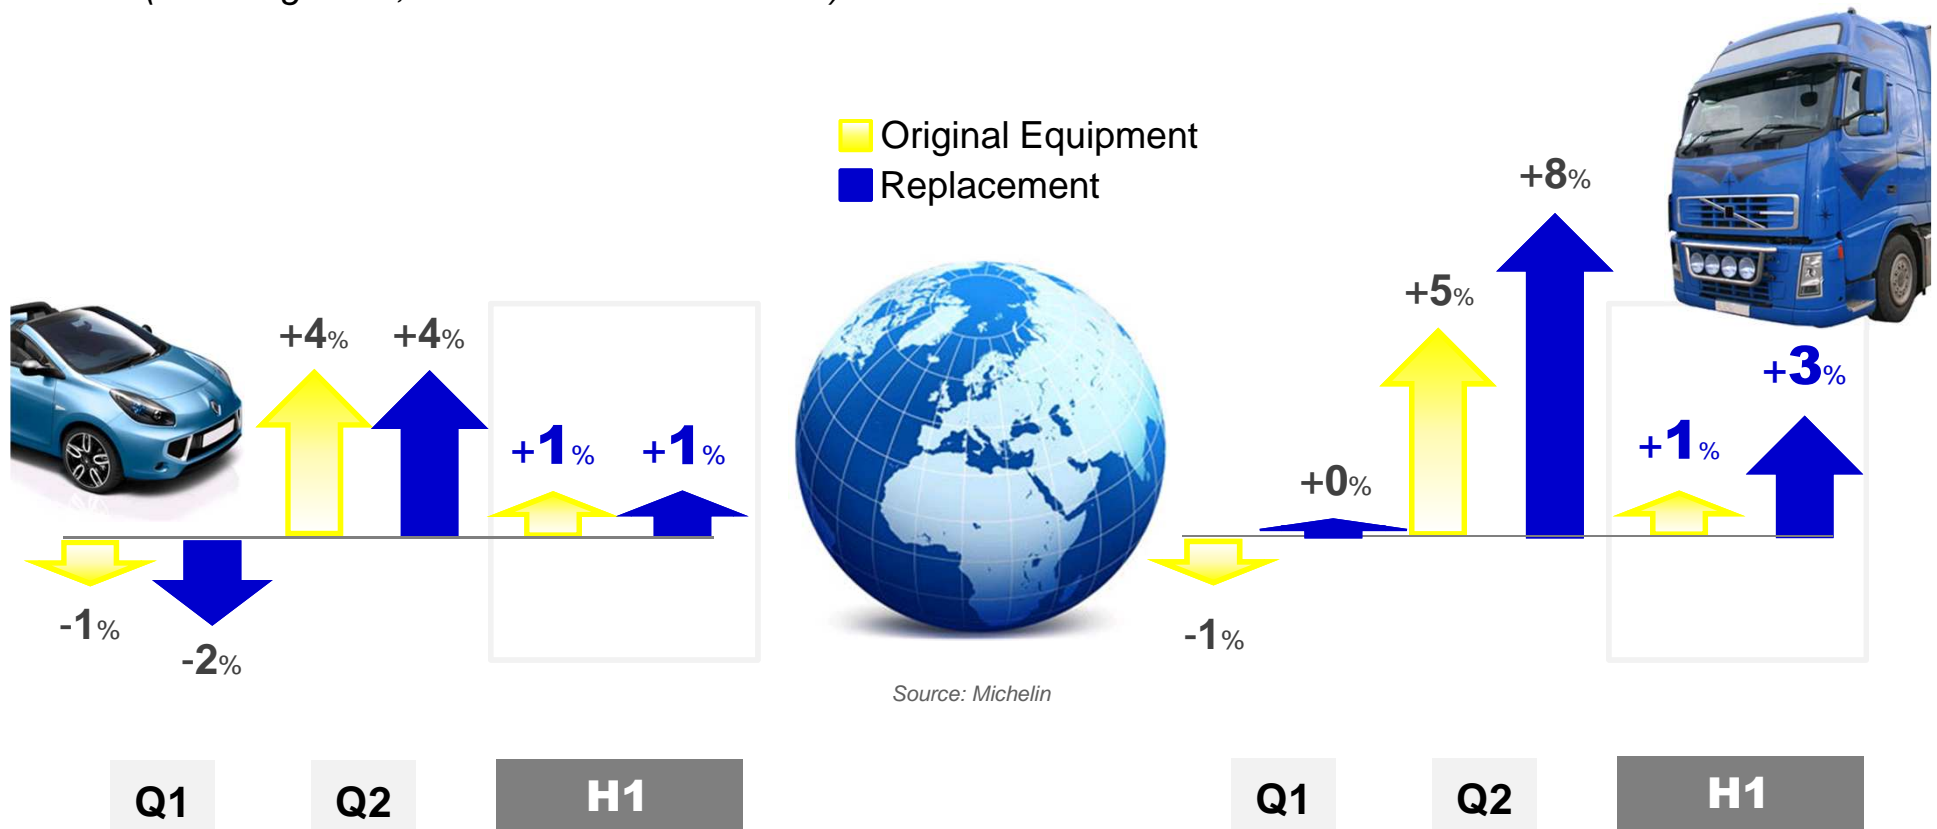 Original Equipment
Replacement
+8%
+5%
+4%
+4%
+3%
+1%
+1%
+1%
+0%
-1%
-2%
-1%
Source: Michelin
Q1
Q2
H1
Q1
Q2
H1